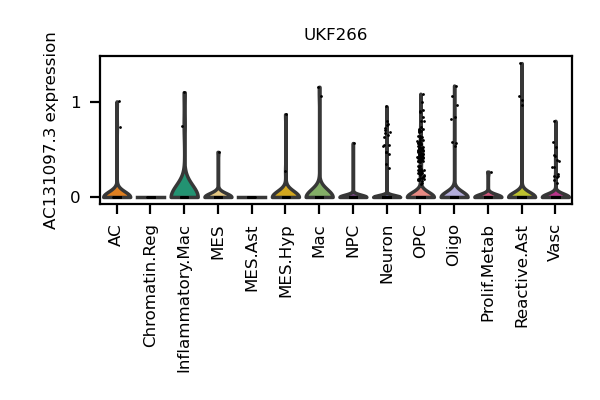 UKF266
AC131097.3 expression
1
0
AC
Chromatin.Reg
Inflammatory.Mac
MES
MES.Ast
MES.Hyp
Mac
NPC
Neuron
OPC
Oligo
Prolif.Metab
Reactive.Ast
Vasc